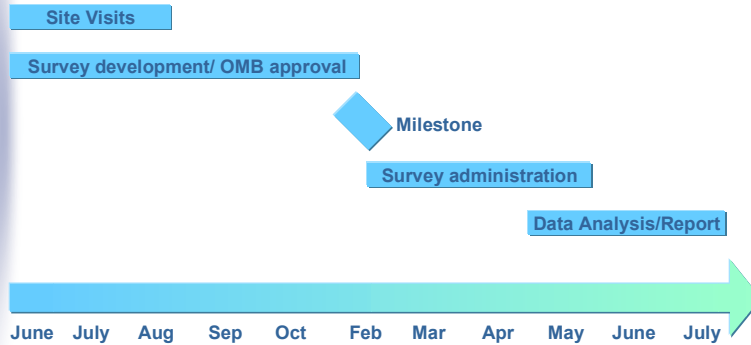 Site Visits
Survey development/ OMB approval
Milestone
Survey administration
Data Analysis/Report
June July Aug Sep Oct Feb Mar Apr May June July